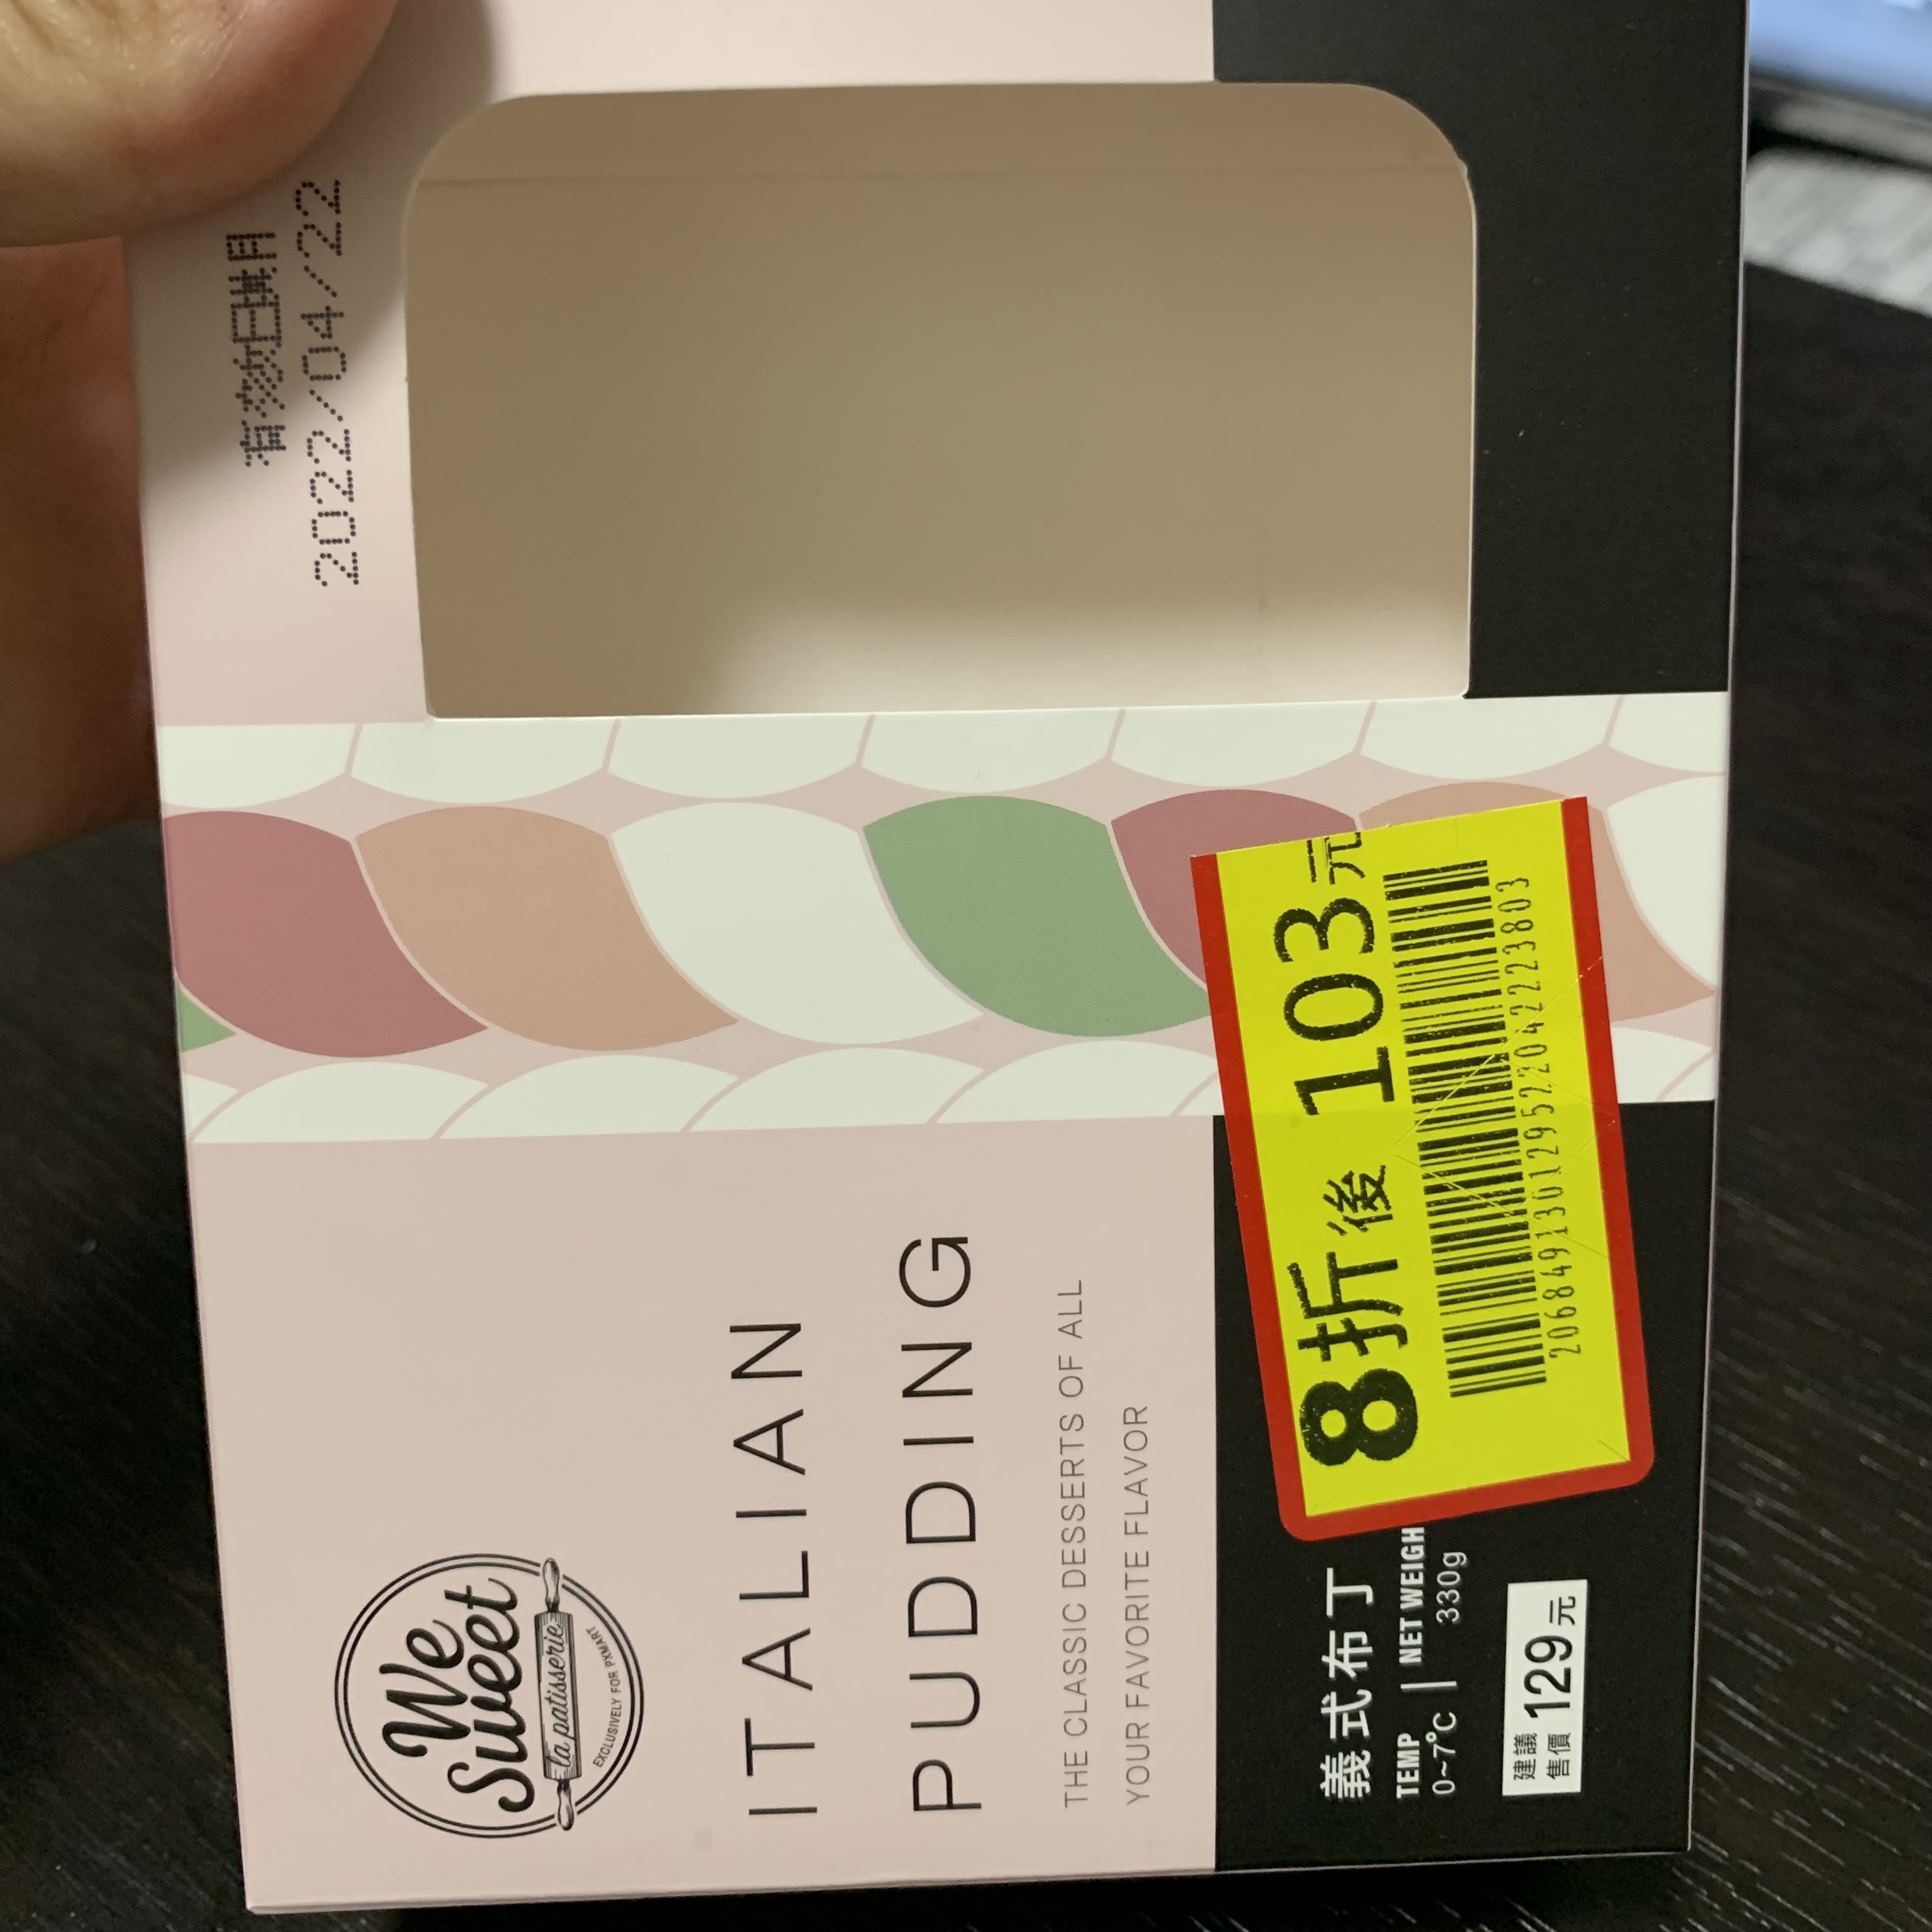 We
Sweet
la patisserie
EXCLUSIVELY FOR PXMART
有效日期
2022/04/22
ITALIAN
PUDDING
THE CLASSIC DESSERTS OF ALL
YOUR FAVORITE FLAVOR
8折後 103元
206849130129522042223803
義式布丁
TEMP | NET WEIGH
0~7°C 330g
建議
售價 129元